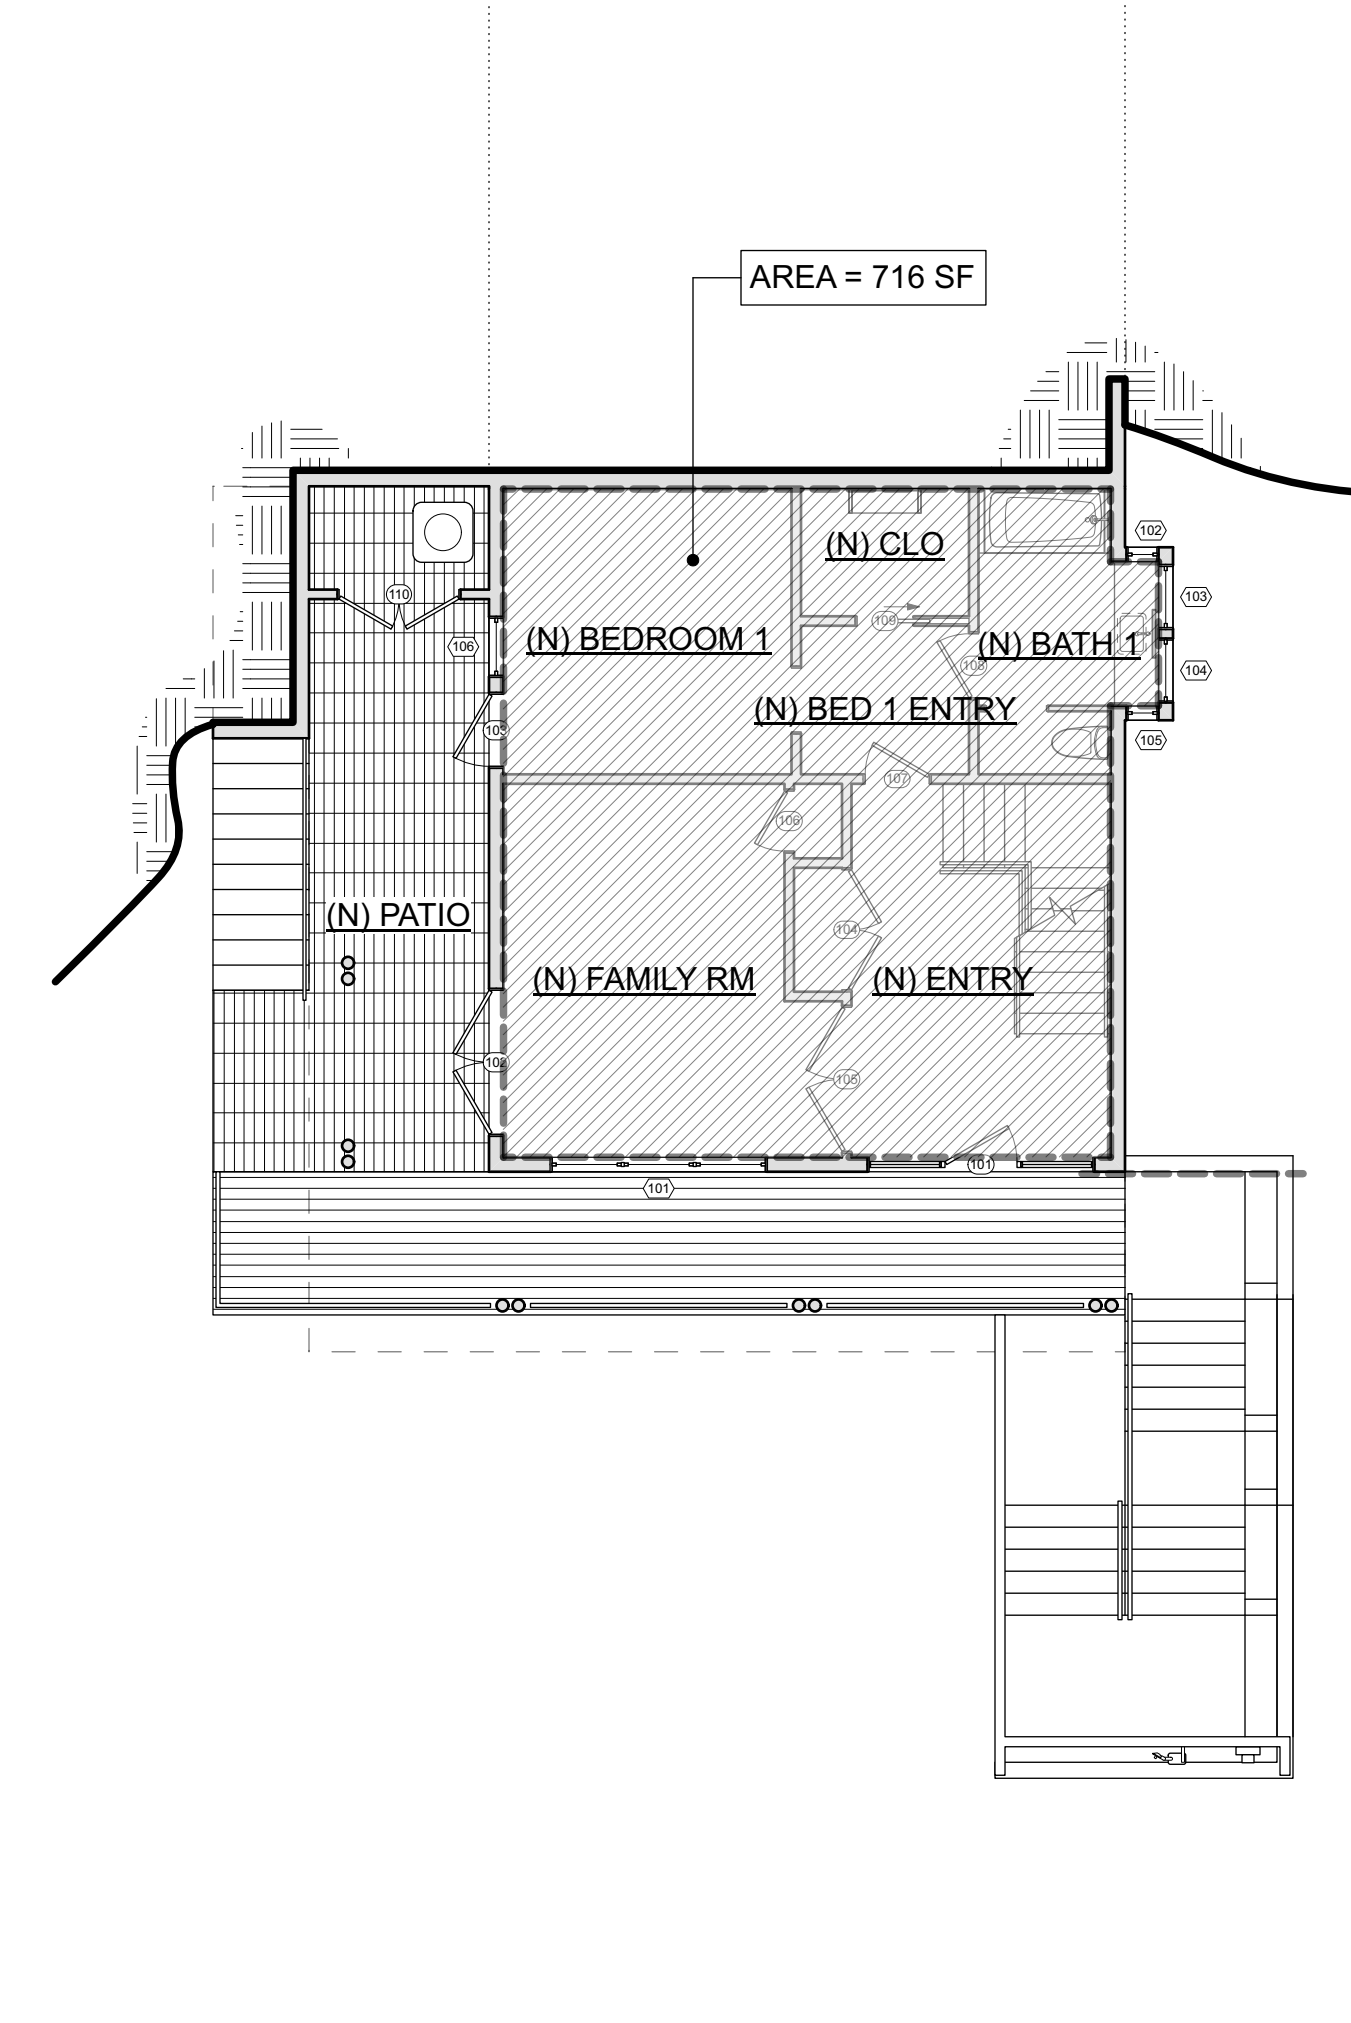 AREA = 716 SF
102
(N) CLO
110
103
109
106
(N) BEDROOM 1
(N) BATH 1
108
104
(N) BED 1 ENTRY
103
105
107
106
(N) PATIO
104
(N) FAMILY RM
(N) ENTRY
102
105
101
101